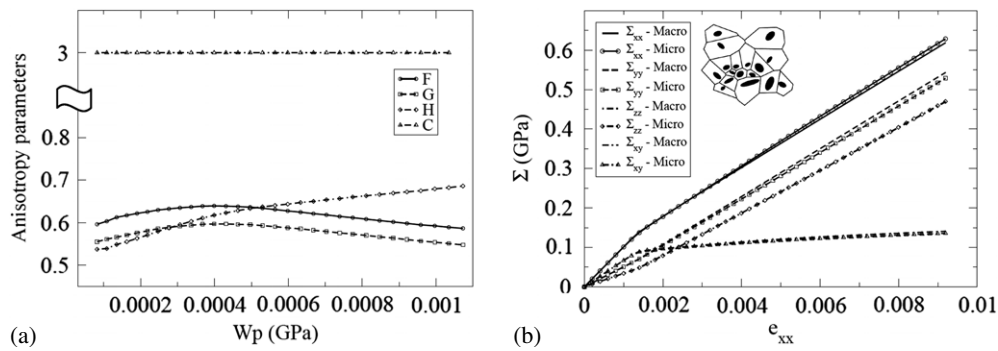 3
0.8
0.7
0.6
0.5
Anisotropy parameters
F
G
H
C
0.0002 0.0004 0.0006 0.0008 0.001
Wp (GPa)
(a)
0.6
0.5
0.4
0.3
0.2
0.1
0
Σ (GPa)
Σxx - Macro
Σxx - Micro
Σyy - Macro
Σyy - Micro
Σzz - Macro
Σzz - Micro
Σxy - Macro
Σxy - Micro
0 0.002 0.004 0.006 0.008 0.01
exx
(b)